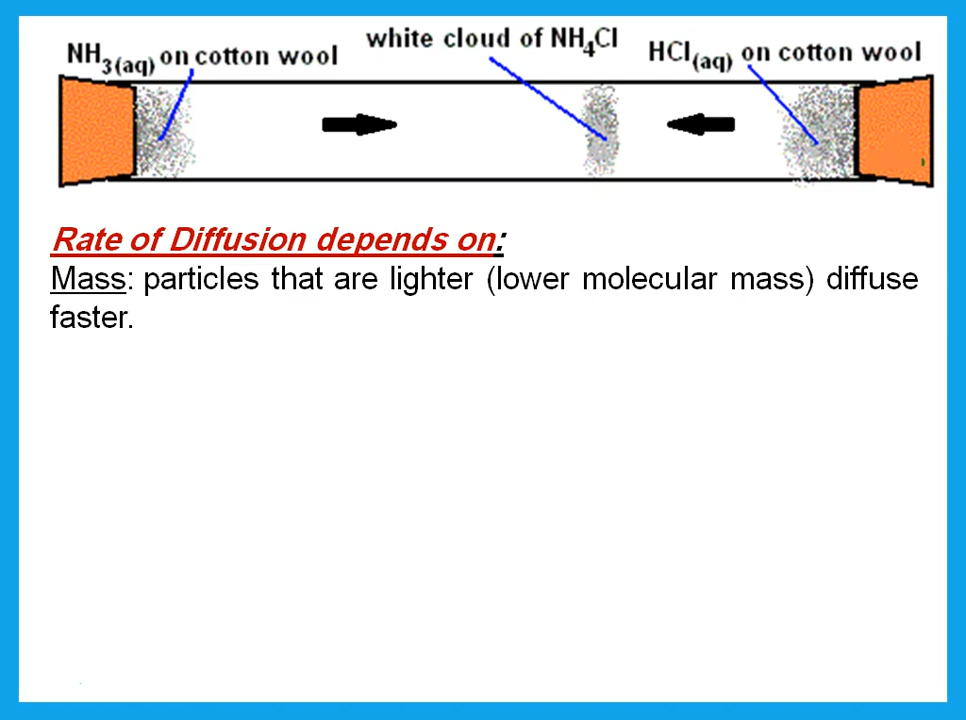 NH3(aq) on cotton wool
white cloud of NH4Cl
HCl(aq) on cotton wool
Rate of Diffusion depends on:
Mass: particles that are lighter (lower molecular mass) diffuse
faster.